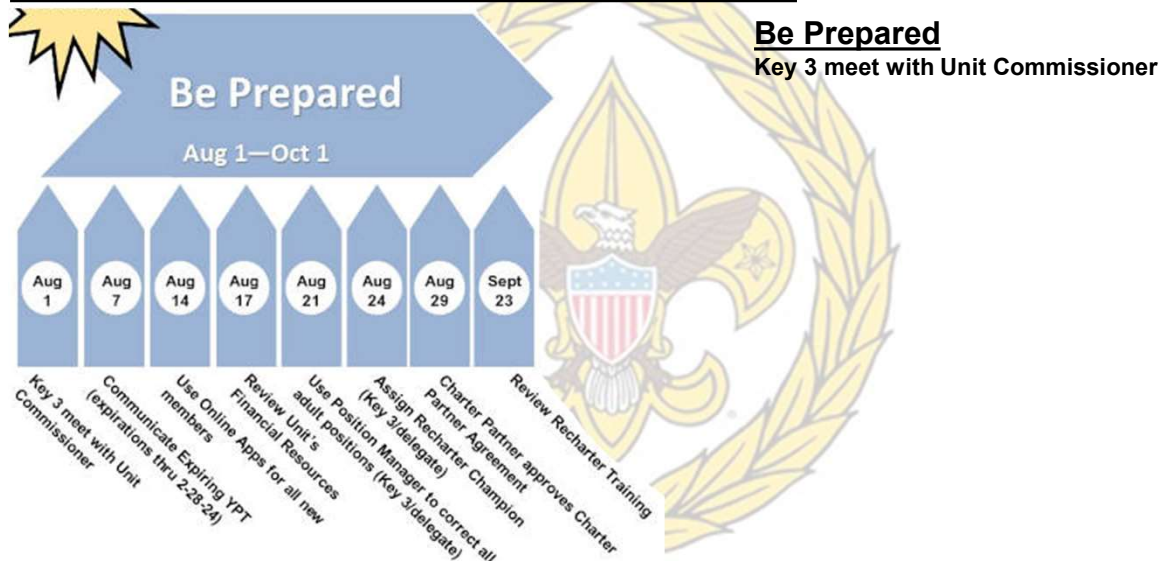 Be Prepared
Aug 1—Oct 1
Be Prepared
Key 3 meet with Unit Commissioner
Aug
1
Aug
7
Aug
14
Aug
17
Aug
21
Aug
24
Aug
29
Sept
23
Key 3 meet with Unit
Commissioner
Communicate Expiring YPT
(expirations thru 2-28-24)
Use Online Apps for all new
members
Review Unit's
Financial Resources
Use Position Manager to correct all
adult positions (Key 3/delegate)
Assign Recharter Champion
(Key 3/delegate)
Charter Partner approves Charter
Partner Agreement
Review Recharter Training